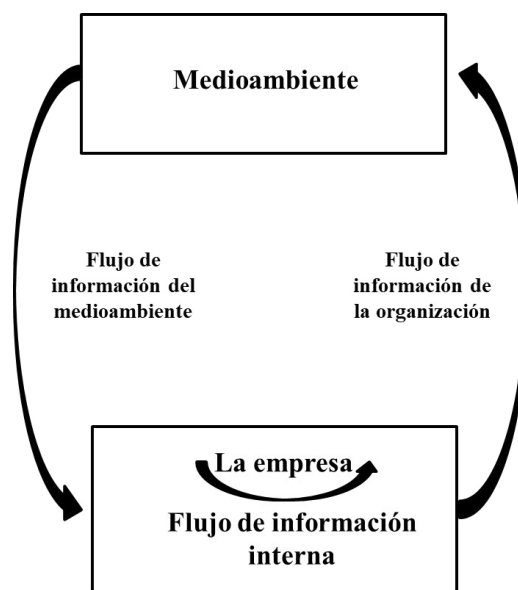 Medioambiente
Flujo de
información del
medioambiente
Flujo de
información de
la organización
La empresa
Flujo de información
interna